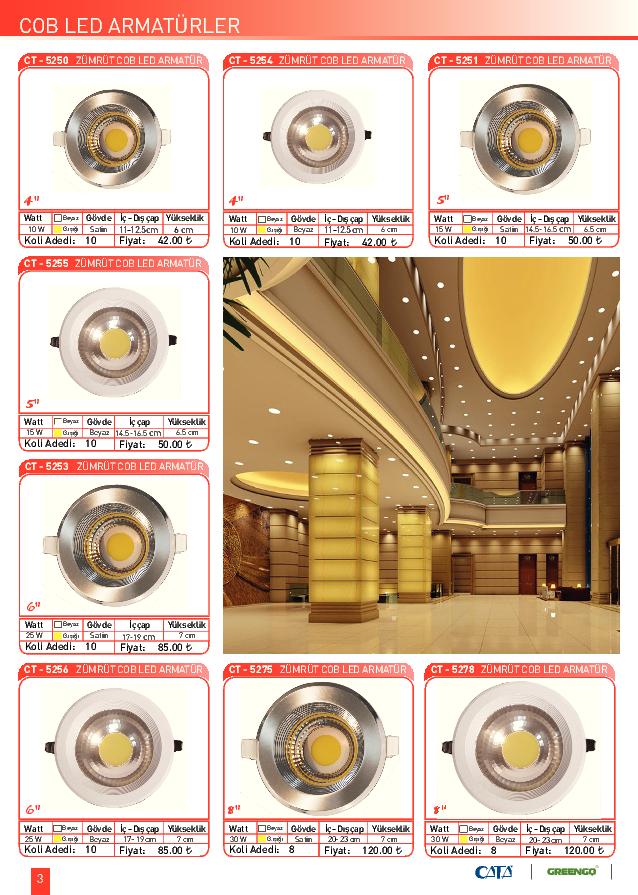 COB LED ARMATÜRLER
CT - 5250 ZÜMRÜT COB LED ARMATÜR
4"
Watt Beyaz Gövde İç - Dış çap Yükseklik
10 W Günışığı Satin 11-12.5cm 6 cm
Koli Adedi: 10 Fiyat: 42.00 ₺
CT - 5254 ZÜMRÜT COB LED ARMATÜR
4"
Watt Beyaz Gövde İç - Dış çap Yükseklik
10 W Günışığı Beyaz 11-12.5cm 6 cm
Koli Adedi: 10 Fiyat: 42.00 ₺
CT - 5251 ZÜMRÜT COB LED ARMATÜR
5"
Watt Beyaz Gövde İç - Dış çap Yükseklik
15 W Günışığı Satin 14.5-16.5 cm 6.5 cm
Koli Adedi: 10 Fiyat: 50.00 ₺
CT - 5255 ZÜMRÜT COB LED ARMATÜR
5"
Watt Beyaz Gövde İç çap Yükseklik
15 W Günışığı Beyaz 14.5-16.5 cm 6.5 cm
Koli Adedi: 10 Fiyat: 50.00 ₺
CT - 5253 ZÜMRÜT COB LED ARMATÜR
6"
Watt Beyaz Gövde İç çap Yükseklik
25 W Günışığı Satin 17-19 cm 7 cm
Koli Adedi: 10 Fiyat: 85.00 ₺
CT - 5256 ZÜMRÜT COB LED ARMATÜR
6"
Watt Beyaz Gövde İç - Dış çap Yükseklik
25 W Günışığı Beyaz 17- 19 cm 7 cm
Koli Adedi: 10 Fiyat: 85.00 ₺
CT - 5275 ZÜMRÜT COB LED ARMATÜR
8"
Watt Beyaz Gövde İç - Dış çap Yükseklik
30 W Günışığı Satin 20- 23 cm 7 cm
Koli Adedi: 8 Fiyat: 120.00 ₺
CT - 5278 ZÜMRÜT COB LED ARMATÜR
8"
Watt Beyaz Gövde İç - Dış çap Yükseklik
30 W Günışığı Beyaz 20- 23 cm 7 cm
Koli Adedi: 8 Fiyat: 120.00 ₺
3
CATA GREENGO